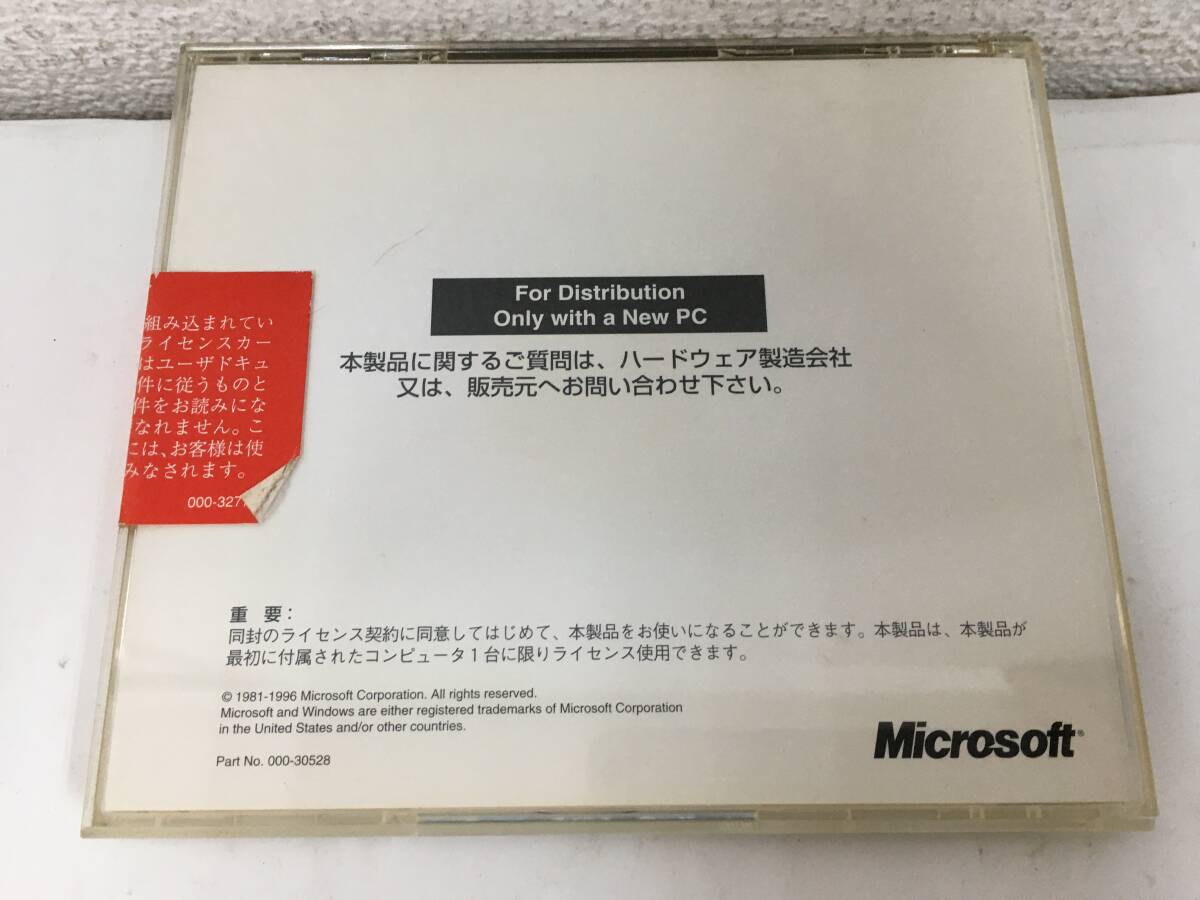 For Distribution
Only with a New PC
本製品に関するご質問は、ハードウェア製造会社
又は、販売元へお問い合わせ下さい。
組み込まれてい
ライセンスカー
はユーザドキュ
件に従うものと
件をお読みにな
なれません。こ
には、お客様は使
みなされます。
000-327
重 要:
同封のライセンス契約に同意してはじめて、本製品をお使いになることができます。本製品は、本製品が
最初に付属されたコンピュータ1台に限りライセンス使用できます。
© 1981-1996 Microsoft Corporation. All rights reserved.
Microsoft and Windows are either registered trademarks of Microsoft Corporation
in the United States and/or other countries.
Part No. 000-30528
Microsoft®